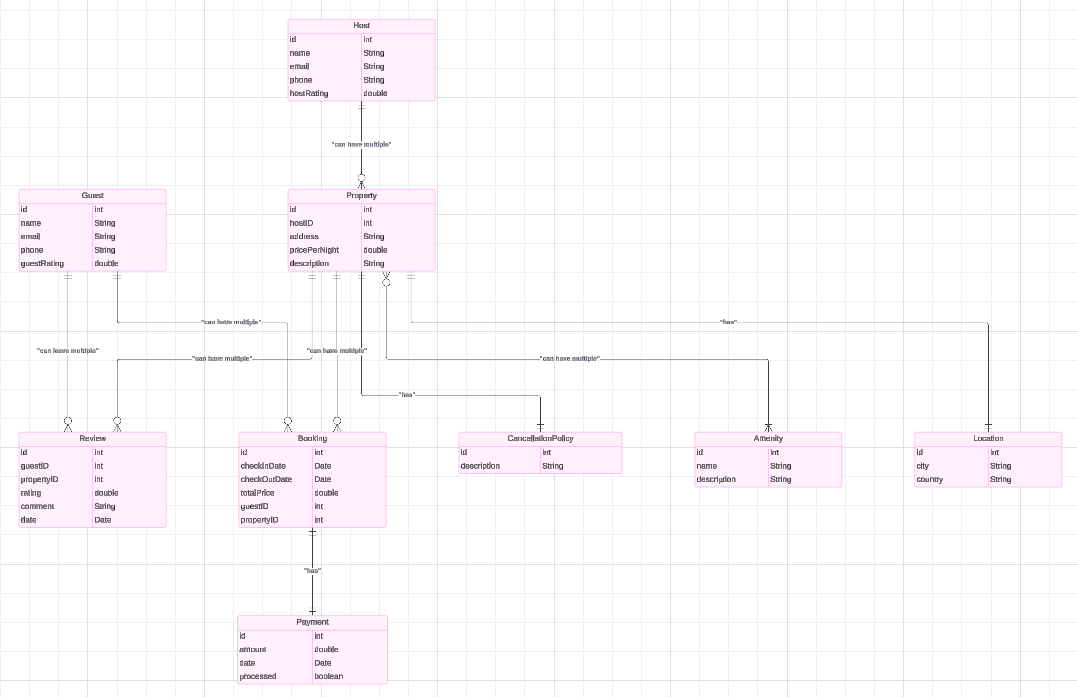 Host
id int
name String
email String
phone String
hostRating double
"can have multiple"
Guest
id int
name String
email String
phone String
guestRating double
Property
id int
hostID int
address String
pricePerNight double
description String
"can have multiple"
"has"
"can leave multiple"
"can have multiple"
"can have multiple"
"can have multiple"
"has"
Review
id int
guestID int
propertyID int
rating double
comment String
date Date
Booking
id int
checkInDate Date
checkOutDate Date
totalPrice double
guestID int
propertyID int
CancellationPolicy
id int
description String
Amenity
id int
name String
description String
Location
id int
city String
country String
"has"
Payment
id int
amount double
date Date
processed boolean